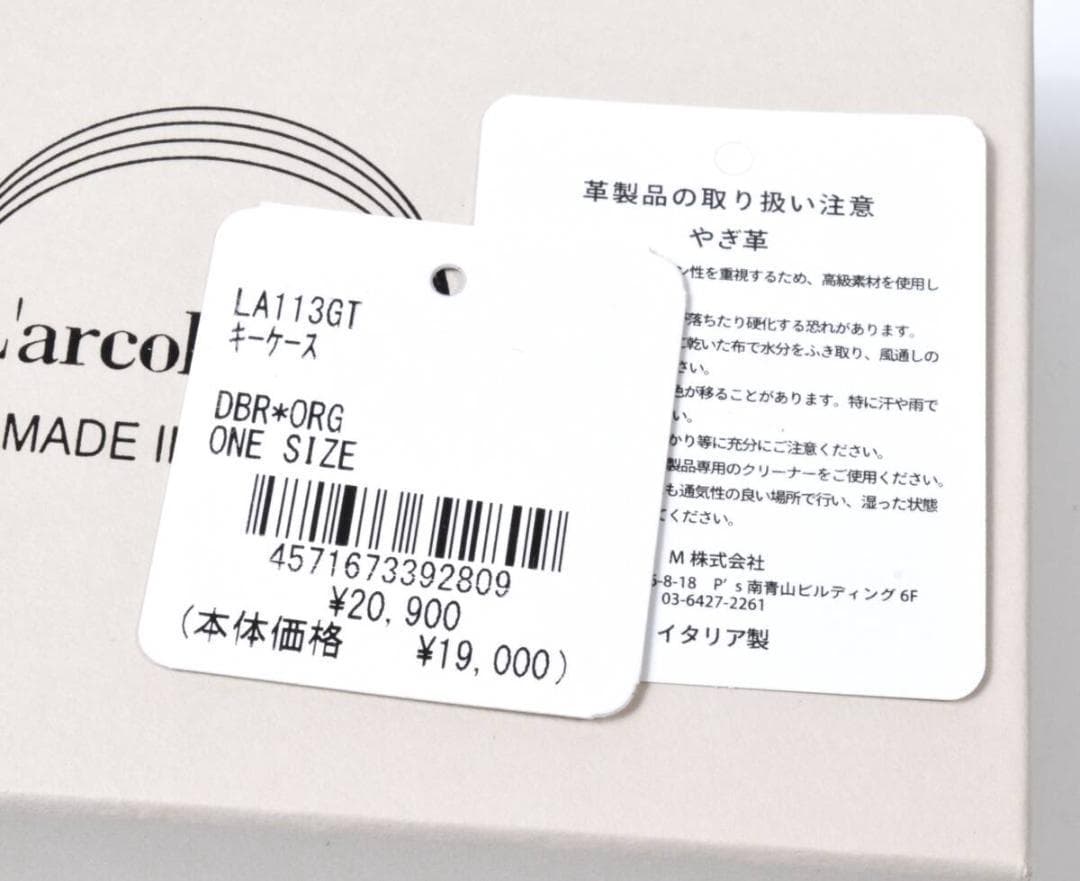 MADE
LA113GT
キーケース
DBR*ORG
ONE SIZE
4571673392809
¥20,900
(本体価格 ¥19,000)
革製品の取り扱い注意
やぎ革
性を重視するため、高級素材を使用し
落ちたり硬化する恐れがあります。
乾いた布で水分をふき取り、風通しの
さい。
色が移ることがあります。特に汗や雨で
い。
かり等に充分にご注意ください。
製品専用のクリーナーをご使用ください。
も通気性の良い場所で行い、湿った状態
てください。
M 株式会社
-8-18 P's 南青山ビルディング 6F
03-6427-2261
イタリア製